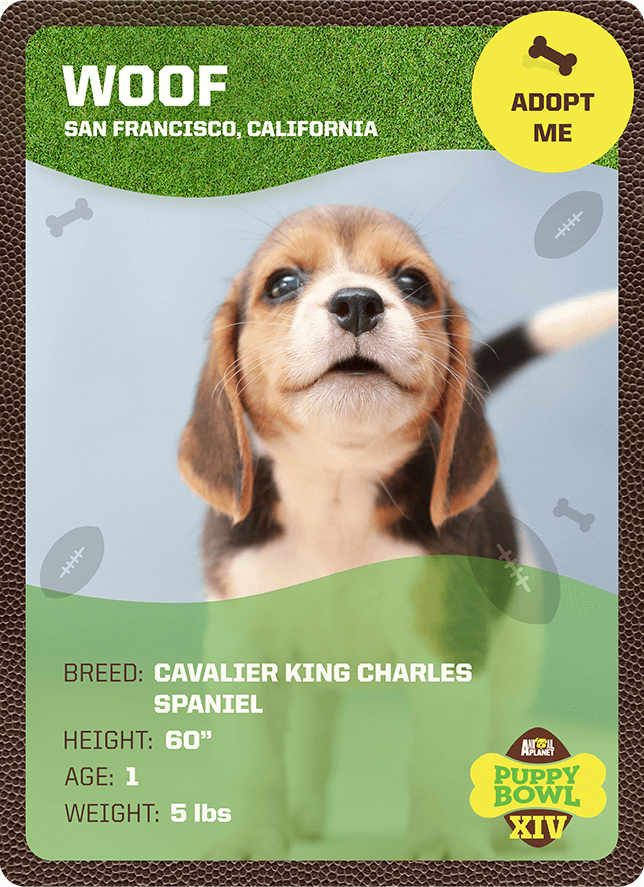 WOOF
SAN FRANCISCO, CALIFORNIA
ADOPT
ME
BREED: CAVALIER KING CHARLES
SPANIEL
HEIGHT: 60”
AGE: 1
WEIGHT: 5 lbs
ANIMAL
PLANET
PUPPY
BOWL
XIV